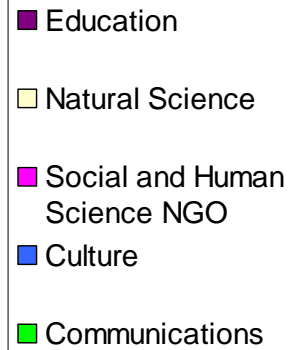 Education
Natural Science
Social and Human
Science NGO
Culture
Communications